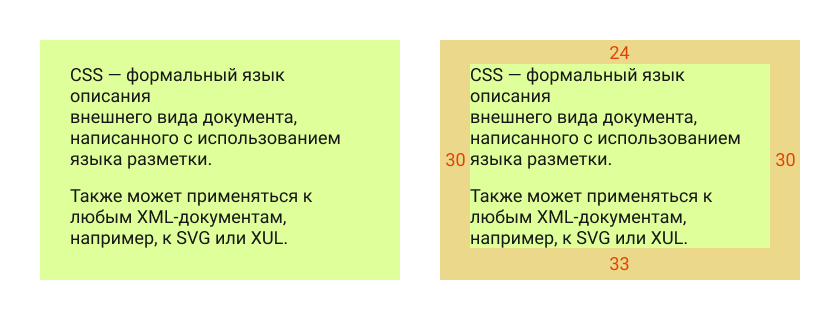 CSS — формальный язык
описания
внешнего вида документа,
написанного с использованием
языка разметки.
Также может применяться к
любым XML-документам,
например, к SVG или XUL.
24
CSS — формальный язык
описания
внешнего вида документа,
написанного с использованием
30 языка разметки. 30
Также может применяться к
любым XML-документам,
например, к SVG или XUL.
33